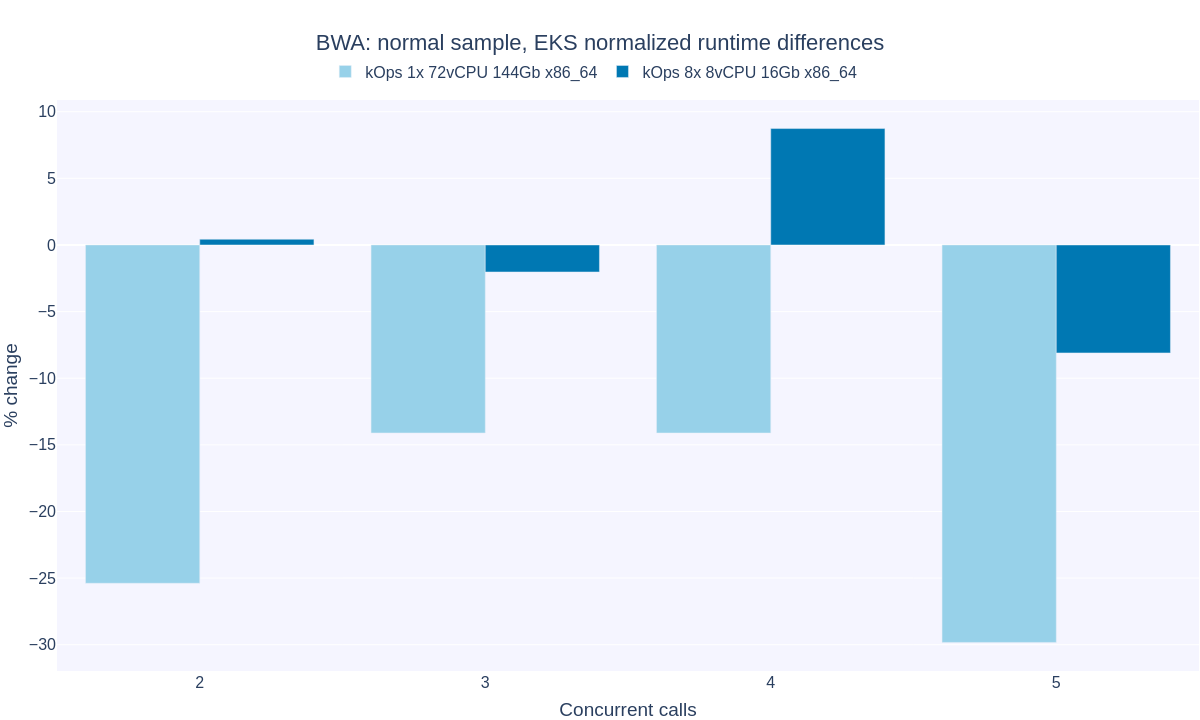 BWA: normal sample, EKS normalized runtime differences
kOps 1x 72vCPU 144Gb x86_64 kOps 8x 8vCPU 16Gb x86_64
10
5
0
−5
−10
−15
−20
−25
−30
% change
2 3 4 5
Concurrent calls